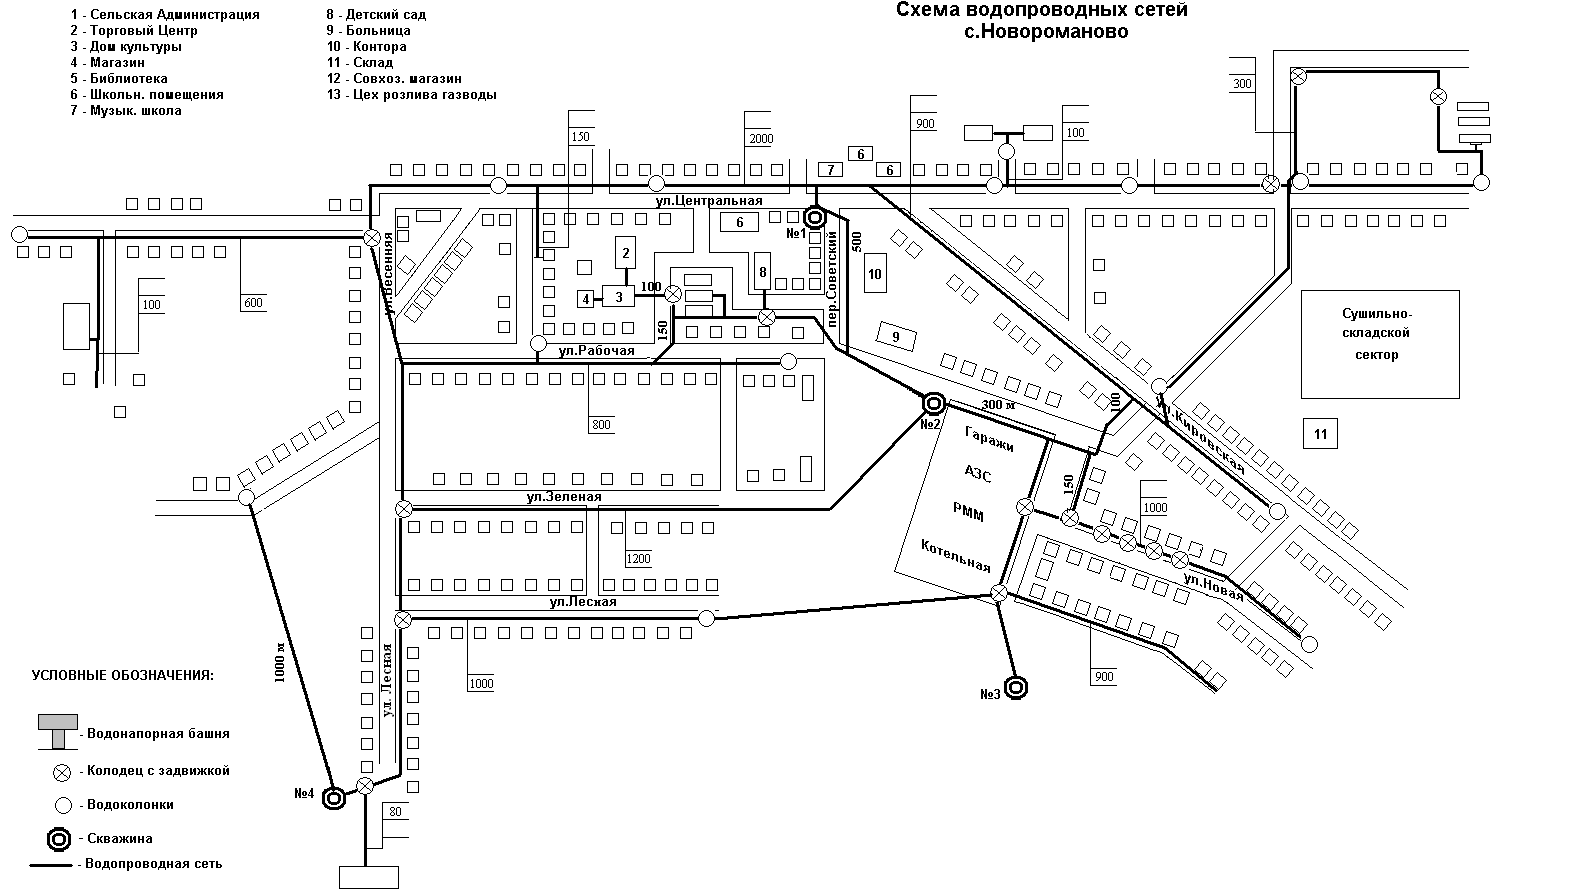 Схема водопроводных сетей
с.Новороманово
1 - Сельская Администрация
2 - Торговый Центр
3 - Дом культуры
4 - Магазин
5 - Библиотека
6 - Школьн. помещения
7 - Музык. школа
8 - Детский сад
9 - Больница
10 - Контора
11 - Склад
12 - Совхоз. магазин
13 - Цех розлива газводы
300
150
2000
900
100
6
7
6
ул.Центральная
6
№1
ул.Весенняя
пер.Советский
500
2
8
10
100
4
3
100
600
150
9
Сушильно-
складской
сектор
ул.Рабочая
300 м
№2
100
ул.Кировская
800
Гаражи
АЗС
РММ
Котельная
11
150
ул.Зеленая
1000
1200
ул.Новая
ул.Лесная
1000 м
ул. Лесная
1000
900
№3
УСЛОВНЫЕ ОБОЗНАЧЕНИЯ:
- Водонапорная башня
- Колодец с задвижкой
- Водоколонки
- Скважина
- Водопроводная сеть
№4
80